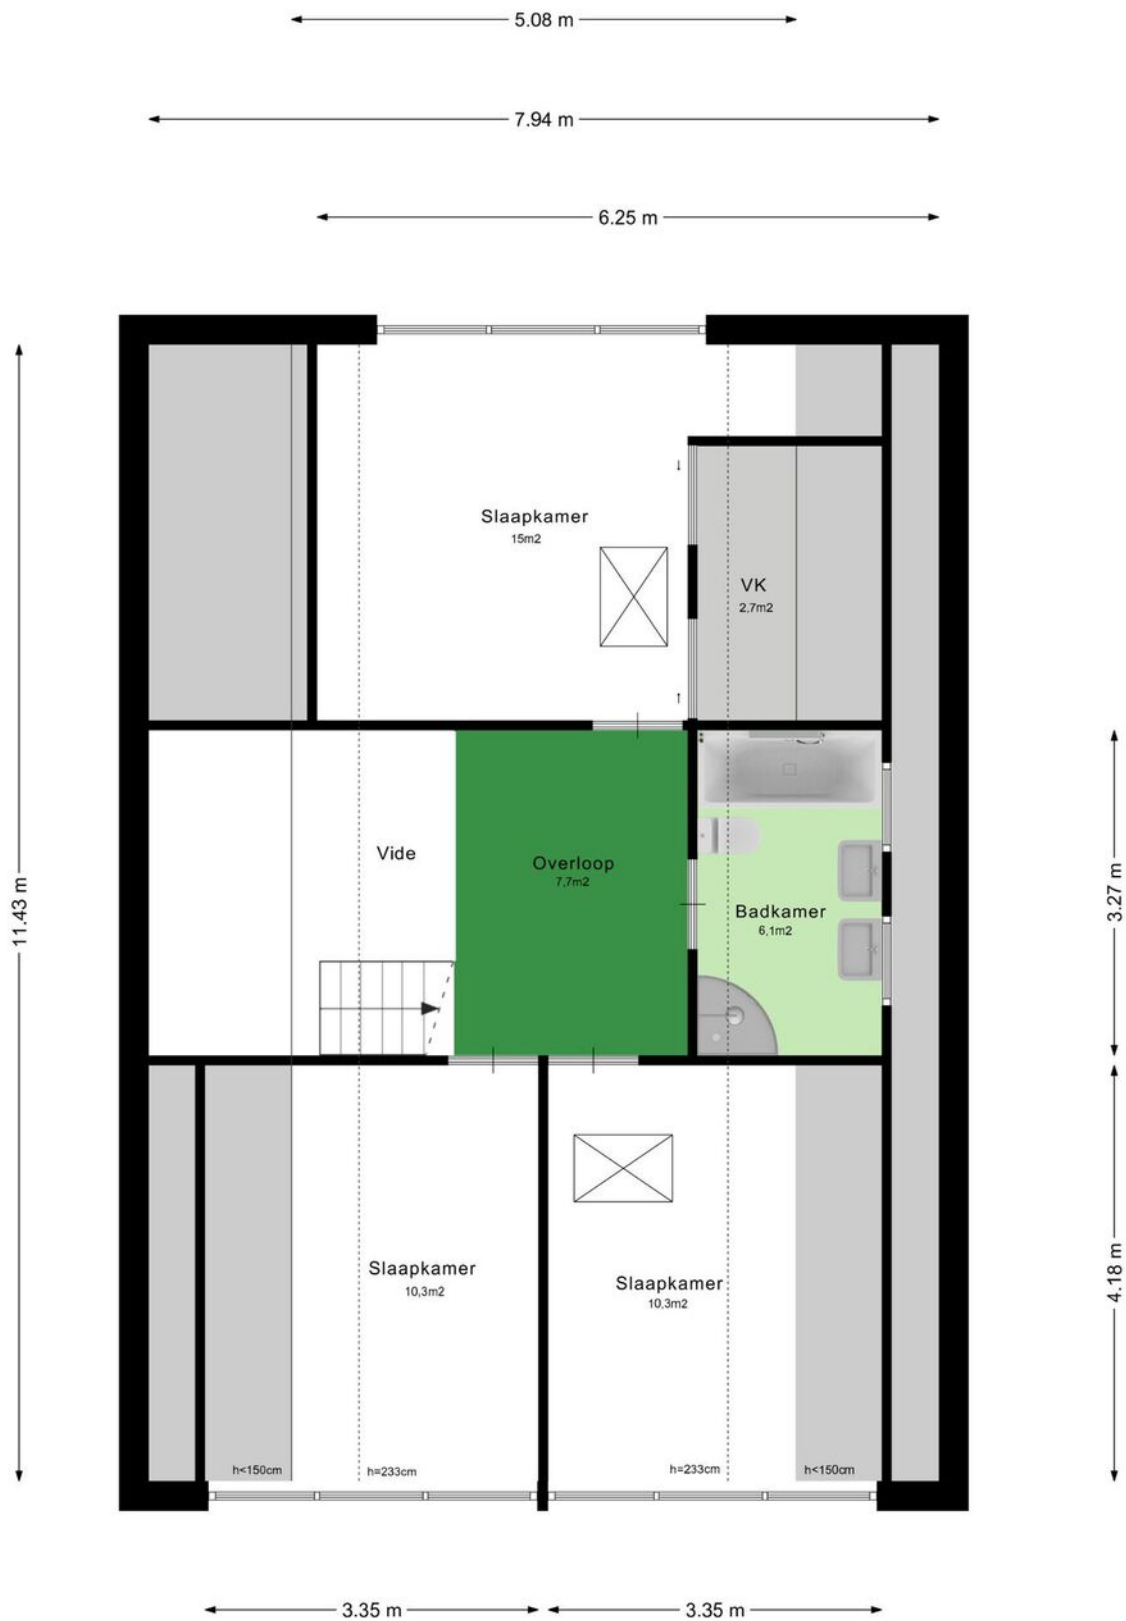 5.08 m
7.94 m
6.25 m
Slaapkamer
15m2
VK
2,7m2
Vide
Overloop
7,7m2
Badkamer
6,1m2
11.43 m
3.27 m
4.18 m
Slaapkamer
10,3m2
Slaapkamer
10,3m2
h<150cm
h=233cm
h=233cm
h<150cm
3.35 m
3.35 m